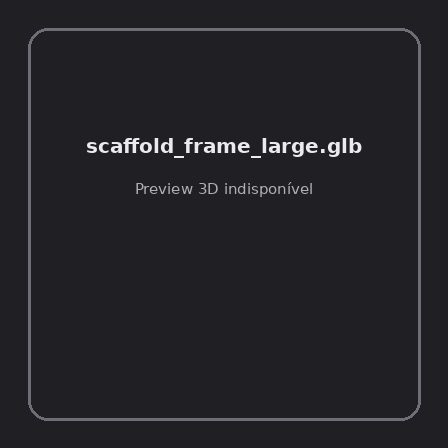 scaffold_frame_large.glb
Preview 3D indisponível